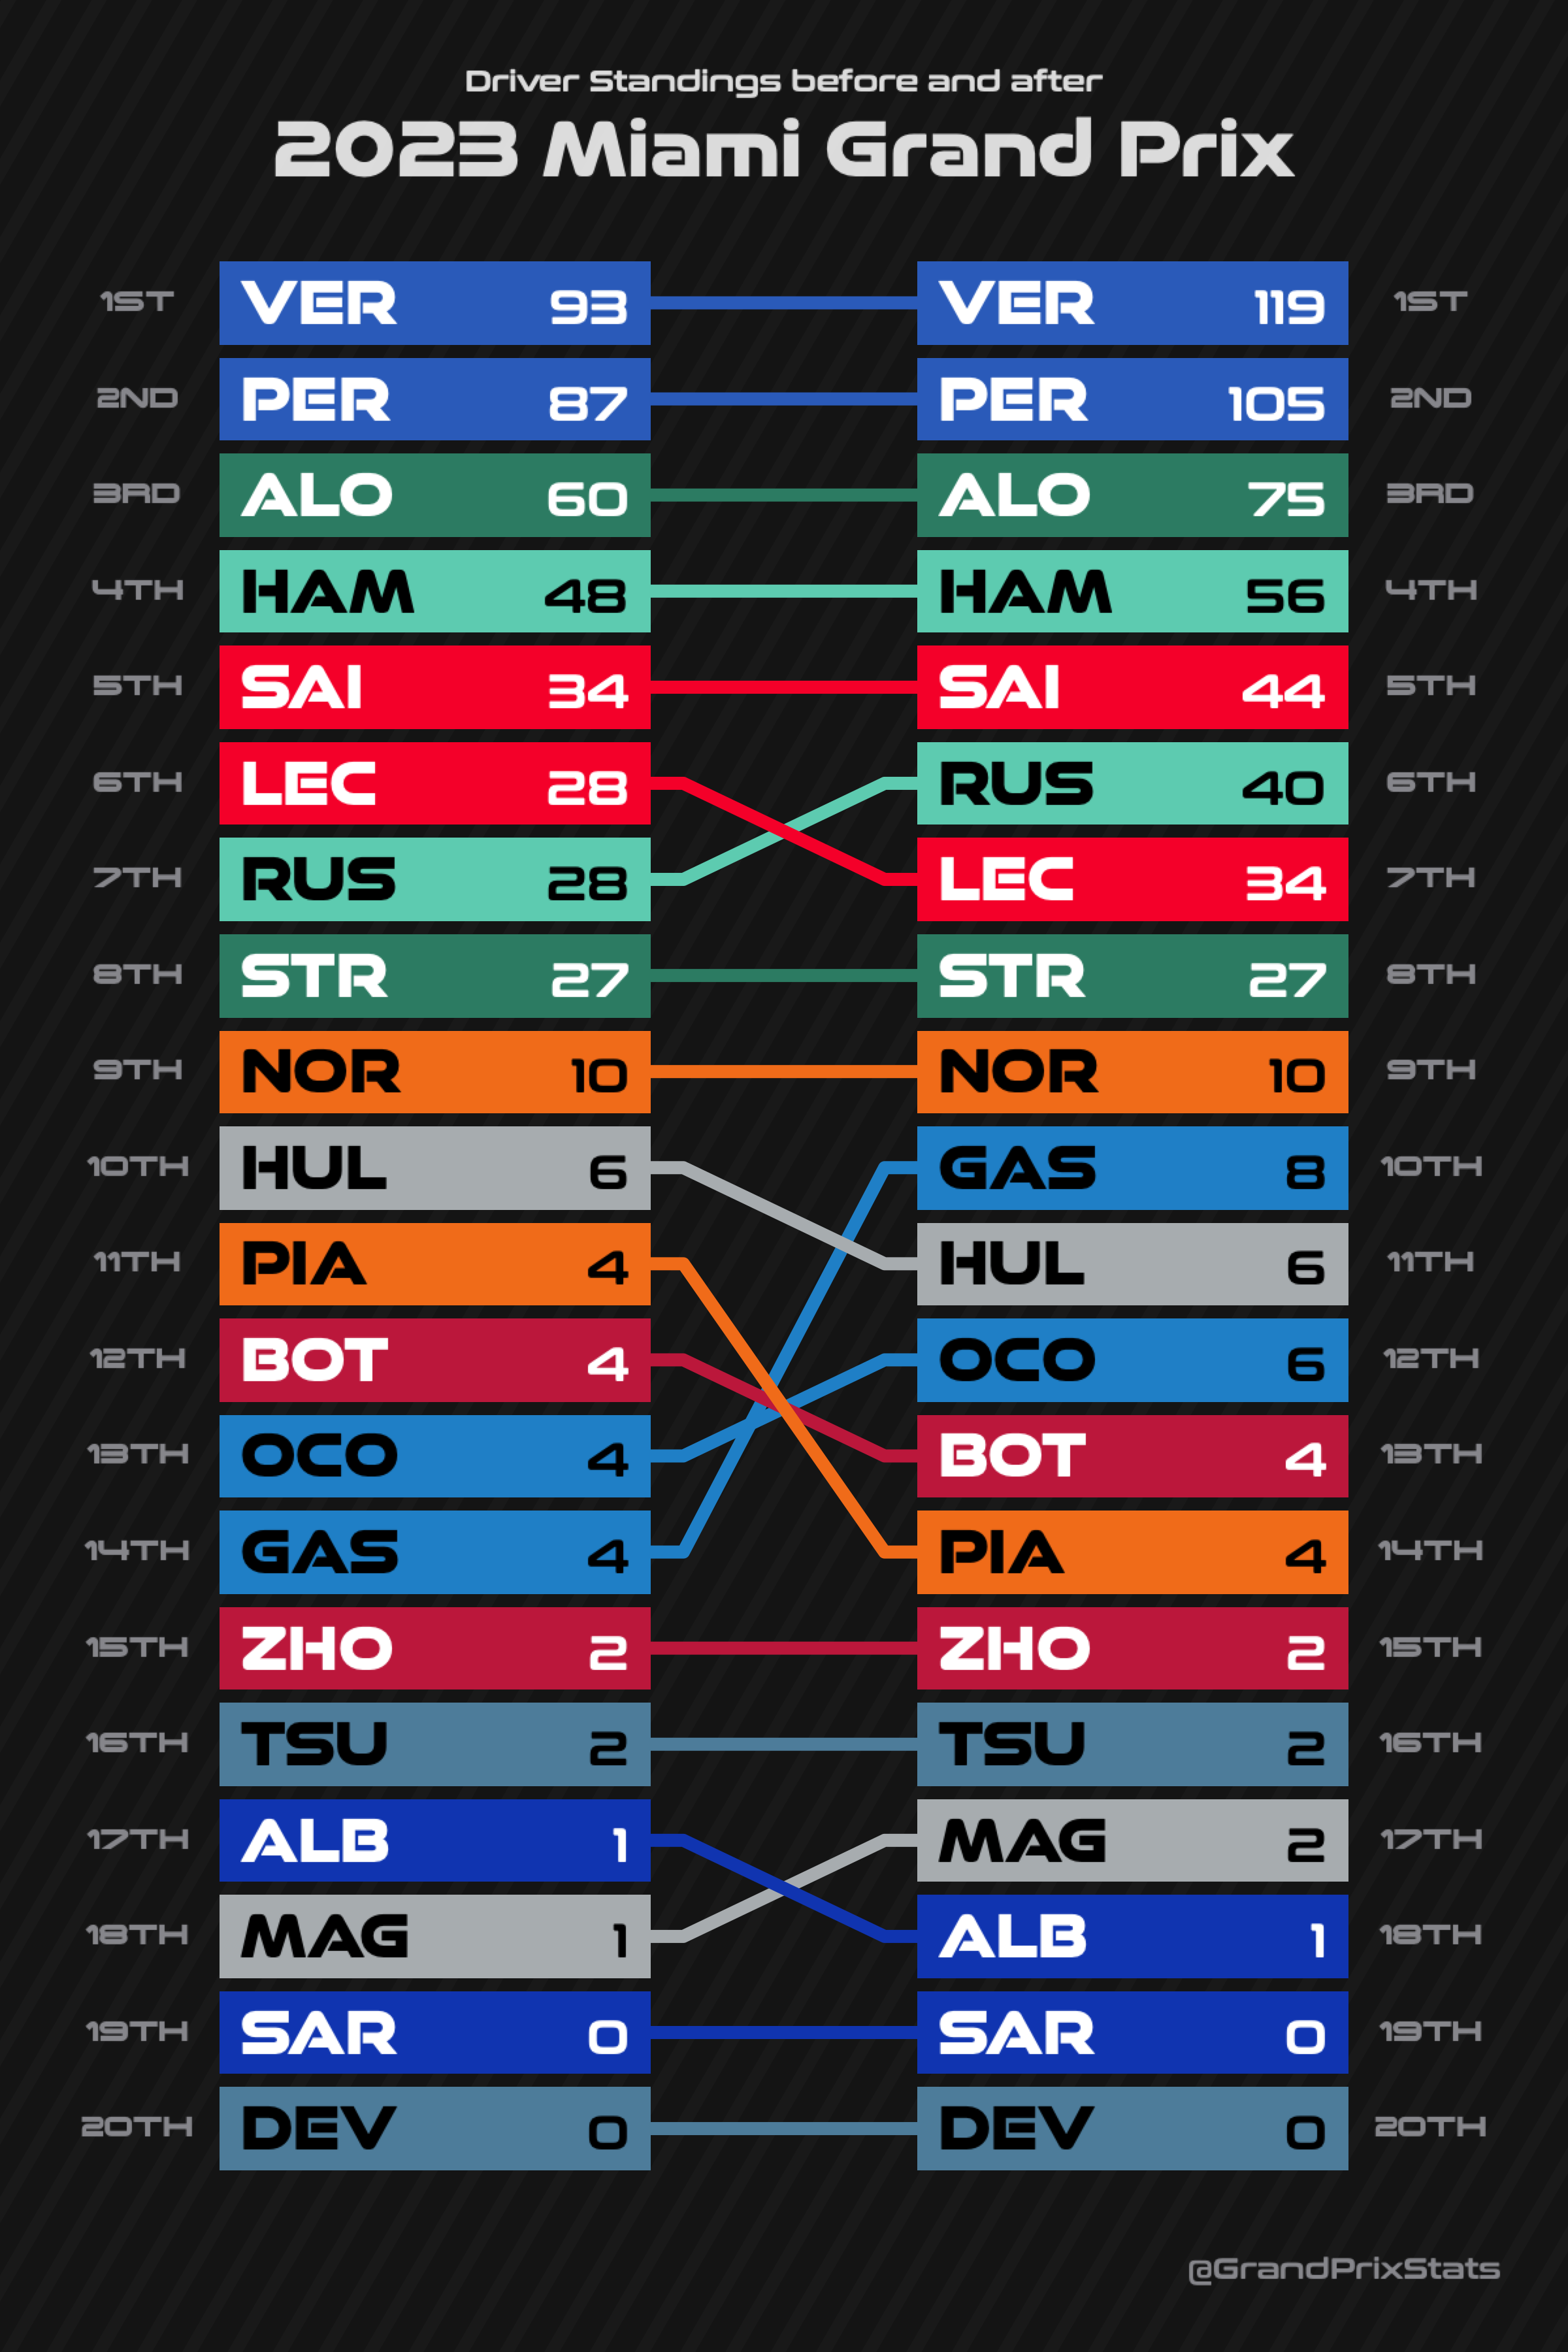 Driver Standings before and after
2023 Miami Grand Prix
1ST VER 93 VER 119 1ST
2ND PER 87 PER 105 2ND
3RD ALO 60 ALO 75 3RD
4TH HAM 48 HAM 56 4TH
5TH SAI 34 SAI 44 5TH
6TH LEC 28 RUS 40 6TH
7TH RUS 28 LEC 34 7TH
8TH STR 27 STR 27 8TH
9TH NOR 10 NOR 10 9TH
10TH HUL 6 GAS 8 10TH
11TH PIA 4 HUL 6 11TH
12TH BOT 4 OCO 6 12TH
13TH OCO 4 BOT 4 13TH
14TH GAS 4 PIA 4 14TH
15TH ZHO 2 ZHO 2 15TH
16TH TSU 2 TSU 2 16TH
17TH ALB 1 MAG 2 17TH
18TH MAG 1 ALB 1 18TH
19TH SAR 0 SAR 0 19TH
20TH DEV 0 DEV 0 20TH
@GrandPrixStats